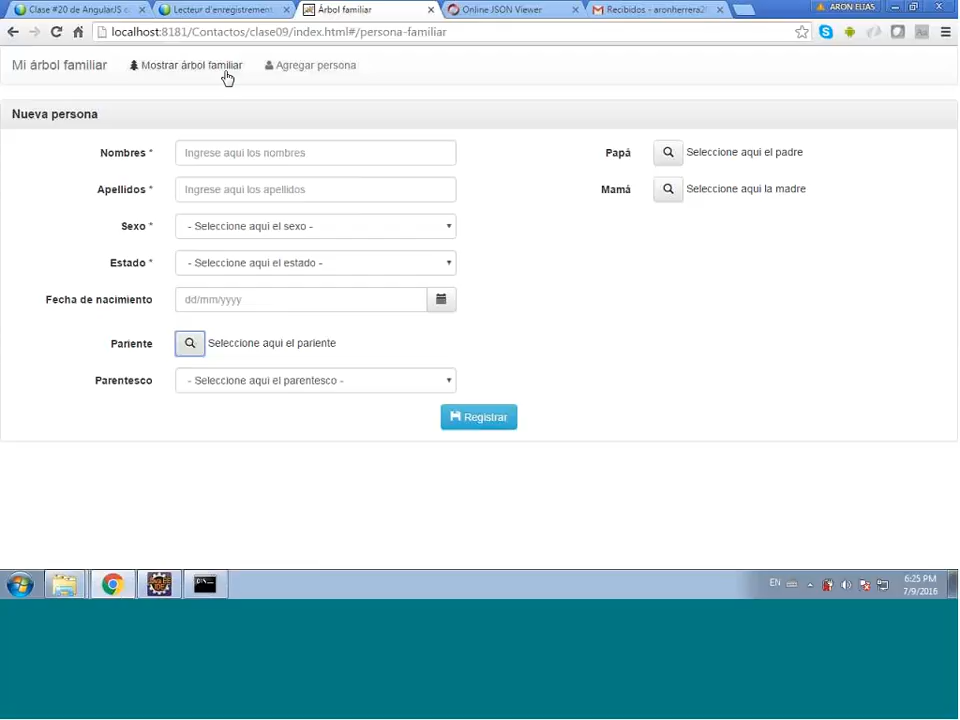 Clase #20 de AngularJS d
Lecteur d'enregistrement
Árbol familiar
Online JSON Viewer
Recibidos - aronherrera2
ARON ELIAS
localhost:8181/Contactos/clase09/index.html#/persona-familiar
Mi árbol familiar
Mostrar árbol familiar
Agregar persona
Nueva persona
Nombres *
Ingrese aqui los nombres
Papá
Seleccione aqui el padre
Apellidos *
Ingrese aqui los apellidos
Mamá
Seleccione aqui la madre
Sexo *
- Seleccione aqui el sexo -
Estado *
- Seleccione aqui el estado -
Fecha de nacimiento
dd/mm/yyyy
Pariente
Seleccione aqui el pariente
Parentesco
- Seleccione aqui el parentesco -
Registrar
EN
6:25 PM
7/9/2016